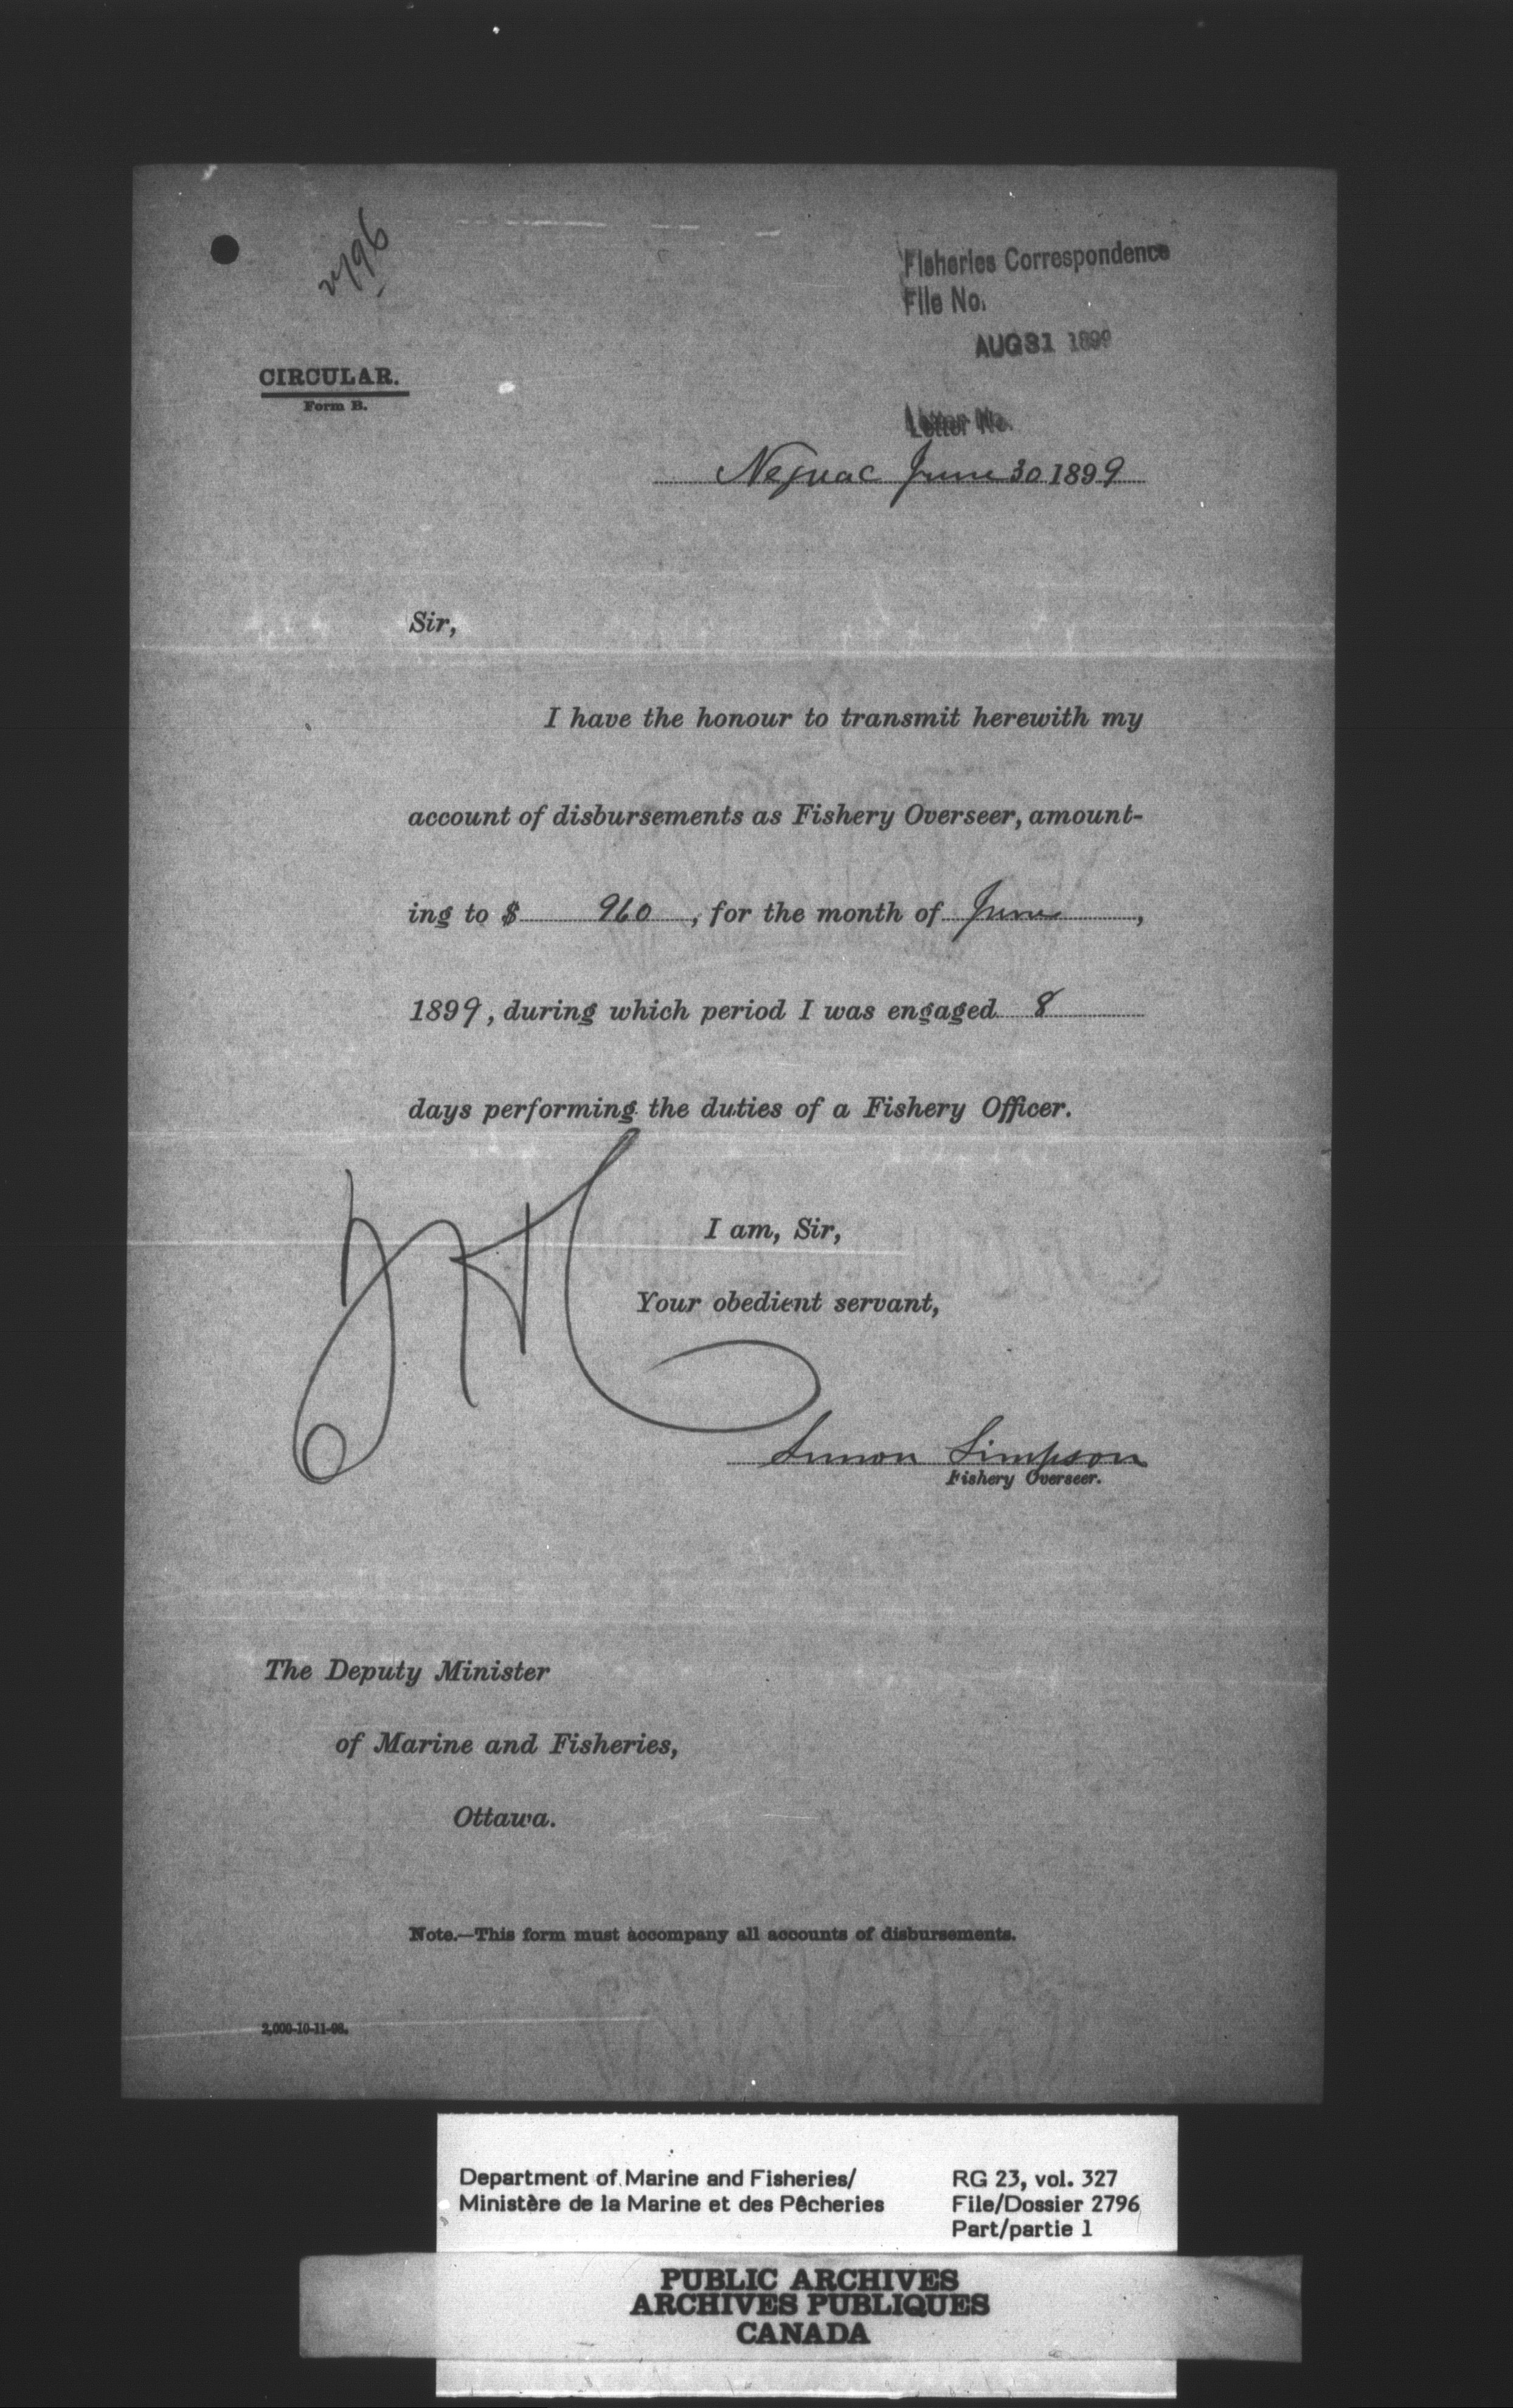 2796
Fisheries Correspondence
File No.
AUG 31 1899
CIRCULAR.
Form B.
Letter No.
Neguac June 30 1899
Sir,
I have the honour to transmit herewith my
account of disbursements as Fishery Overseer, amount-
ing to $ 960, for the month of June,
1899, during which period I was engaged 8
days performing the duties of a Fishery Officer.
I am, Sir,
Your obedient servant,
Simpson
Fishery Overseer.
The Deputy Minister
of Marine and Fisheries,
Ottawa.
Note.—This form must accompany all accounts of disbursements.
2,000-10-11-98.
Department of Marine and Fisheries/
Ministère de la Marine et des Pêcheries
RG 23, vol. 327
File/Dossier 2796
Part/partie 1
PUBLIC ARCHIVES
ARCHIVES PUBLIQUES
CANADA